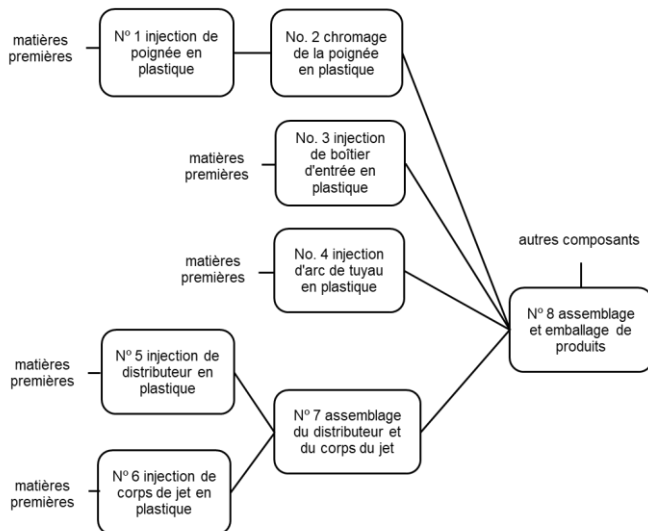 matières
premières
Nº 1 injection de
poignée en
plastique
No. 2 chromage
de la poignée
en plastique
matières
premières
No. 3 injection
de boîtier
d'entrée en
plastique
matières
premières
No. 4 injection
d'arc de tuyau
en plastique
autres composants
Nº 8 assemblage
et emballage de
produits
matières
premières
Nº 5 injection de
distributeur en
plastique
Nº 7 assemblage
du distributeur et
du corps du jet
matières
premières
Nº 6 injection de
corps de jet en
plastique